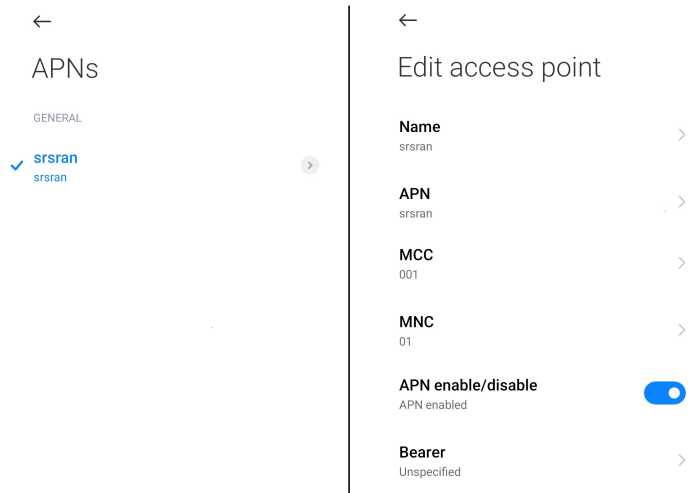 APNs
GENERAL
srsran
srsran
Edit access point
Name
srsran
APN
srsran
MCC
001
MNC
01
APN enable/disable
APN enabled
Bearer
Unspecified